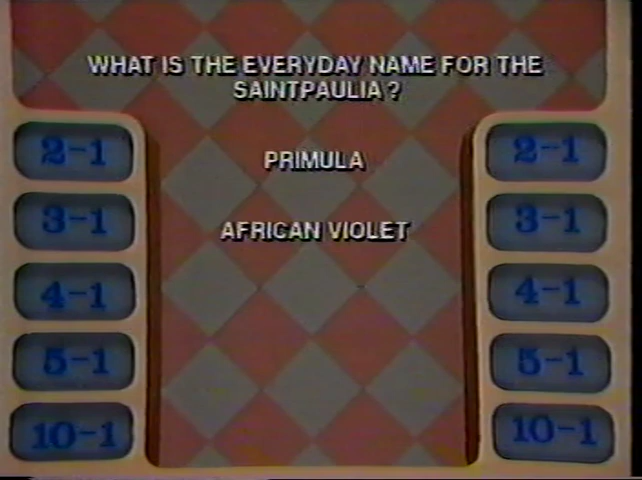 WHAT IS THE EVERYDAY NAME FOR THE
SAINTPAULIA?
2-1 PRIMULA 2-1
3-1 AFRICAN VIOLET 3-1
4-1 4-1
5-1 5-1
10-1 10-1